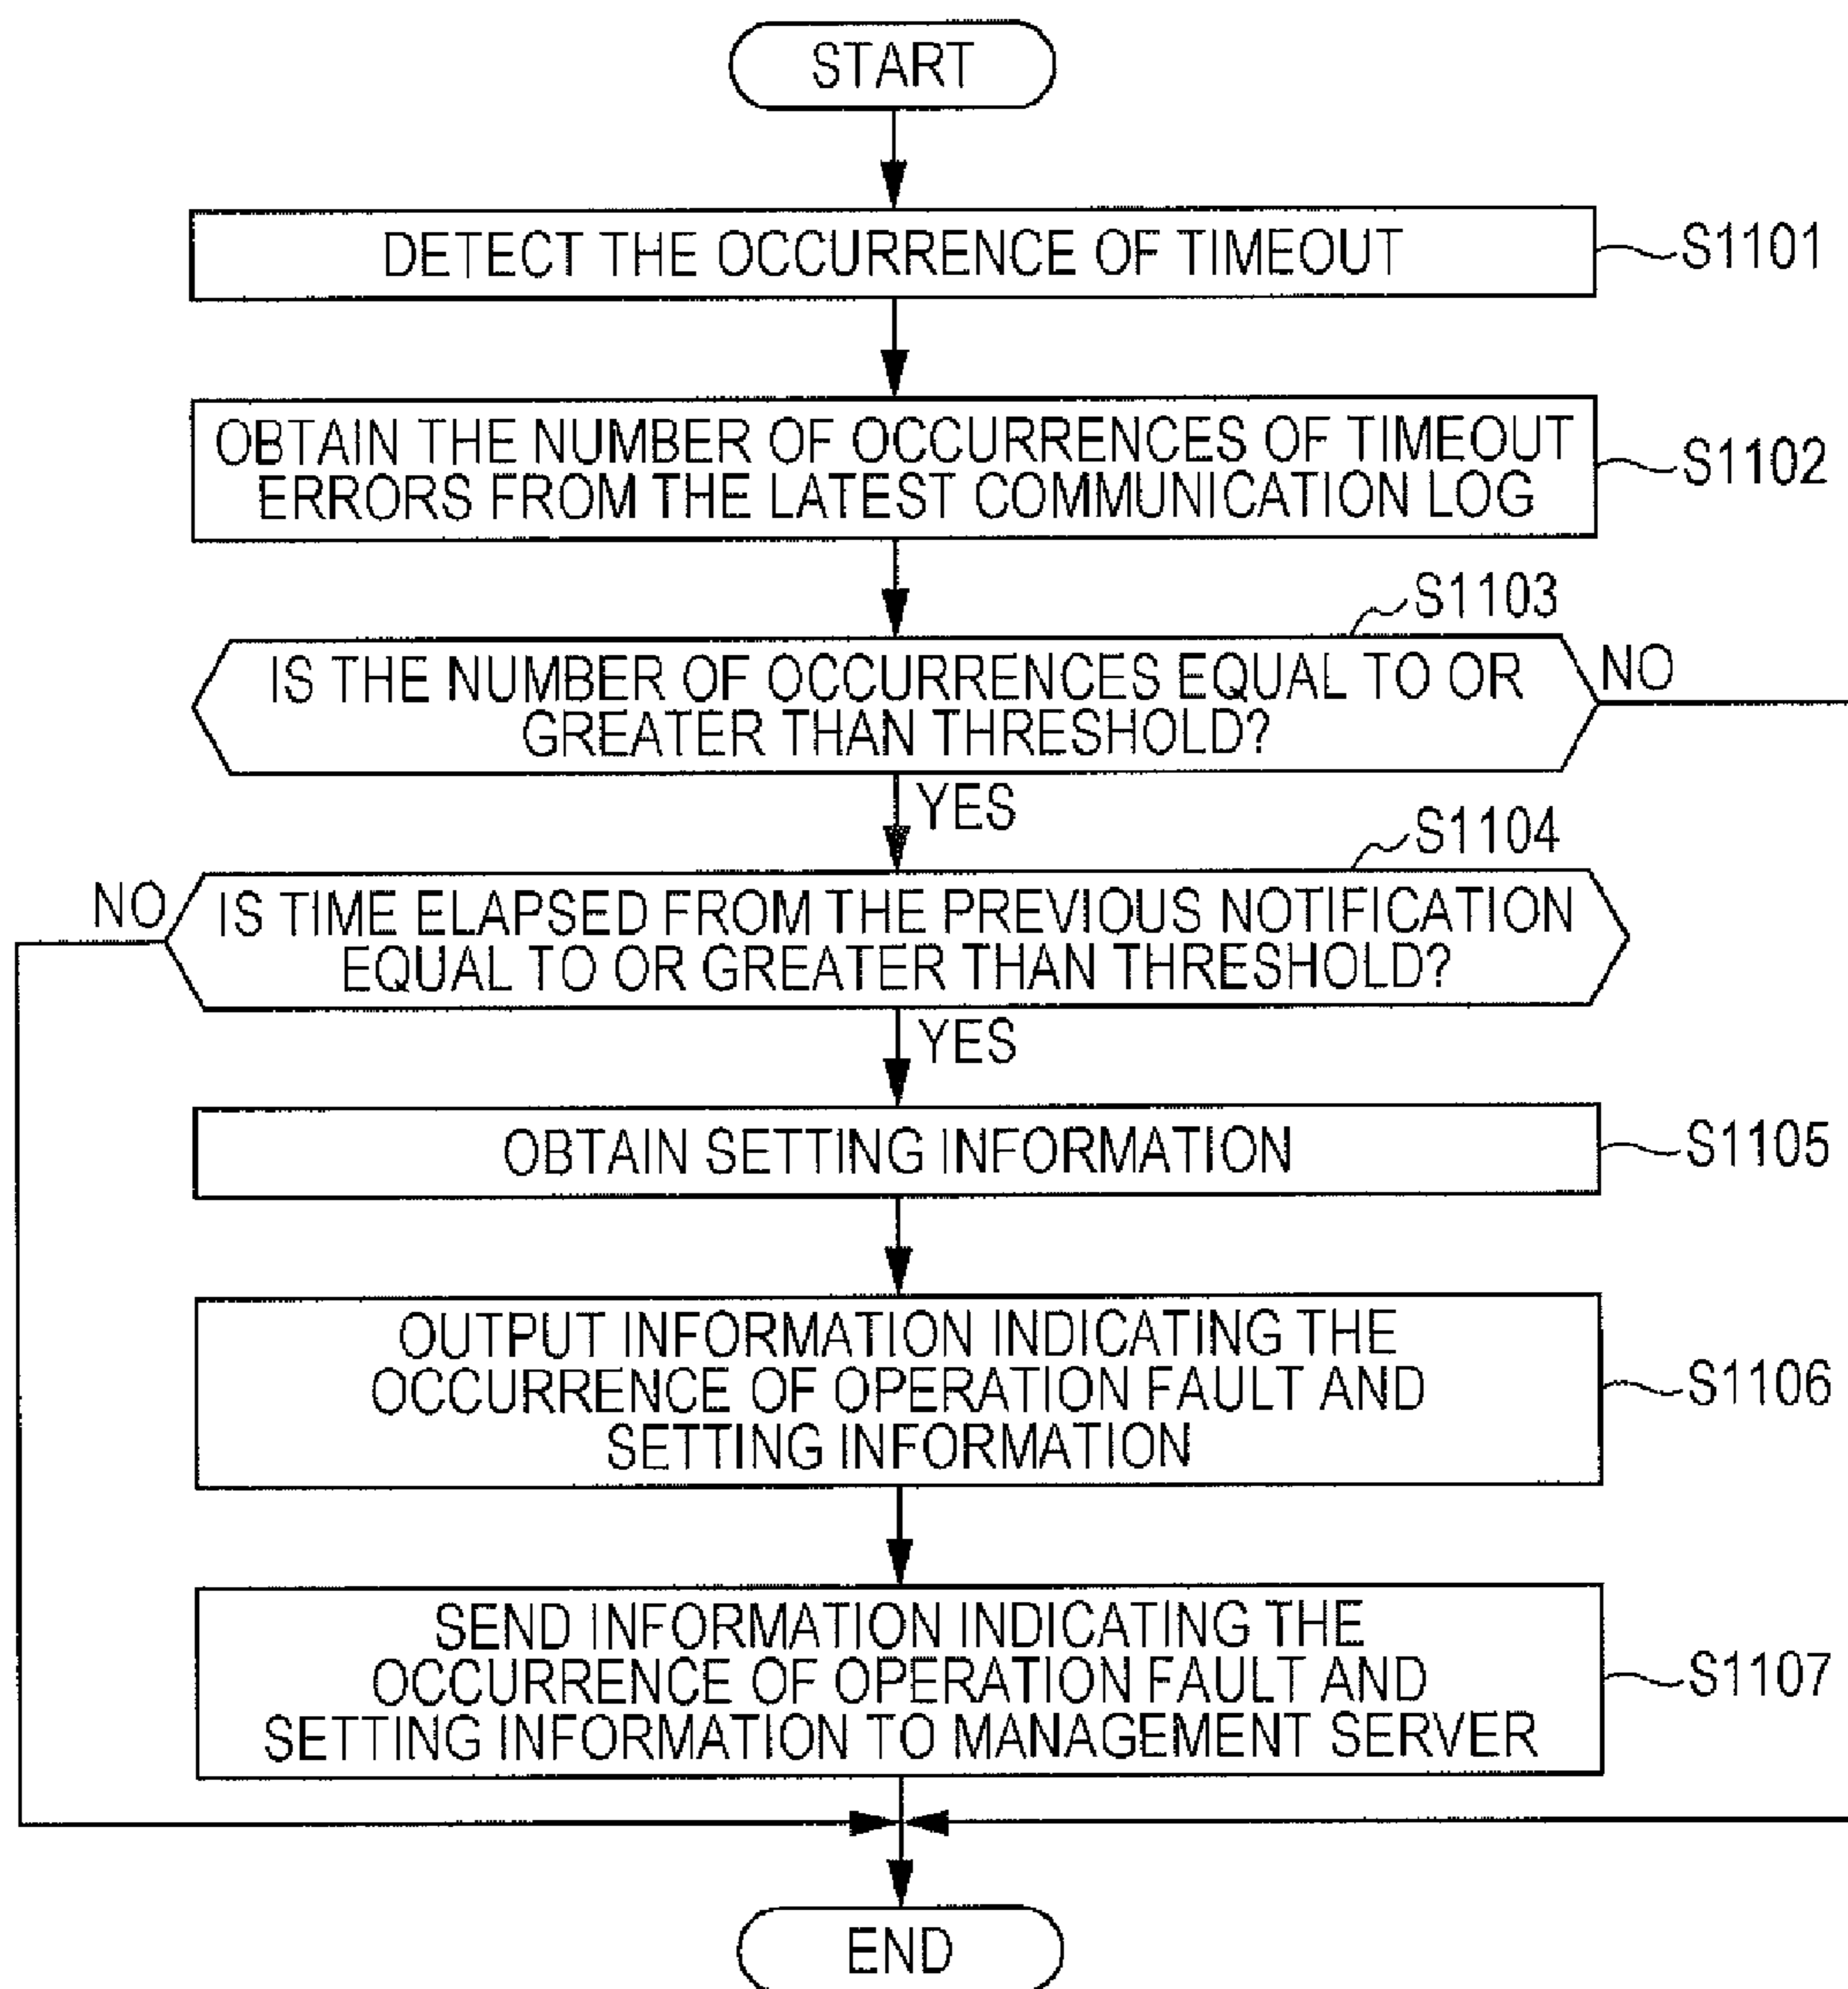 START
DETECT THE OCCURRENCE OF TIMEOUT
S1101
OBTAIN THE NUMBER OF OCCURRENCES OF TIMEOUT
ERRORS FROM THE LATEST COMMUNICATION LOG
S1102
S1103
IS THE NUMBER OF OCCURRENCES EQUAL TO OR
GREATER THAN THRESHOLD?
NO
YES
S1104
NO
IS TIME ELAPSED FROM THE PREVIOUS NOTIFICATION
EQUAL TO OR GREATER THAN THRESHOLD?
YES
OBTAIN SETTING INFORMATION
S1105
OUTPUT INFORMATION INDICATING THE
OCCURRENCE OF OPERATION FAULT AND
SETTING INFORMATION
S1106
SEND INFORMATION INDICATING THE
OCCURRENCE OF OPERATION FAULT AND
SETTING INFORMATION TO MANAGEMENT SERVER
S1107
END